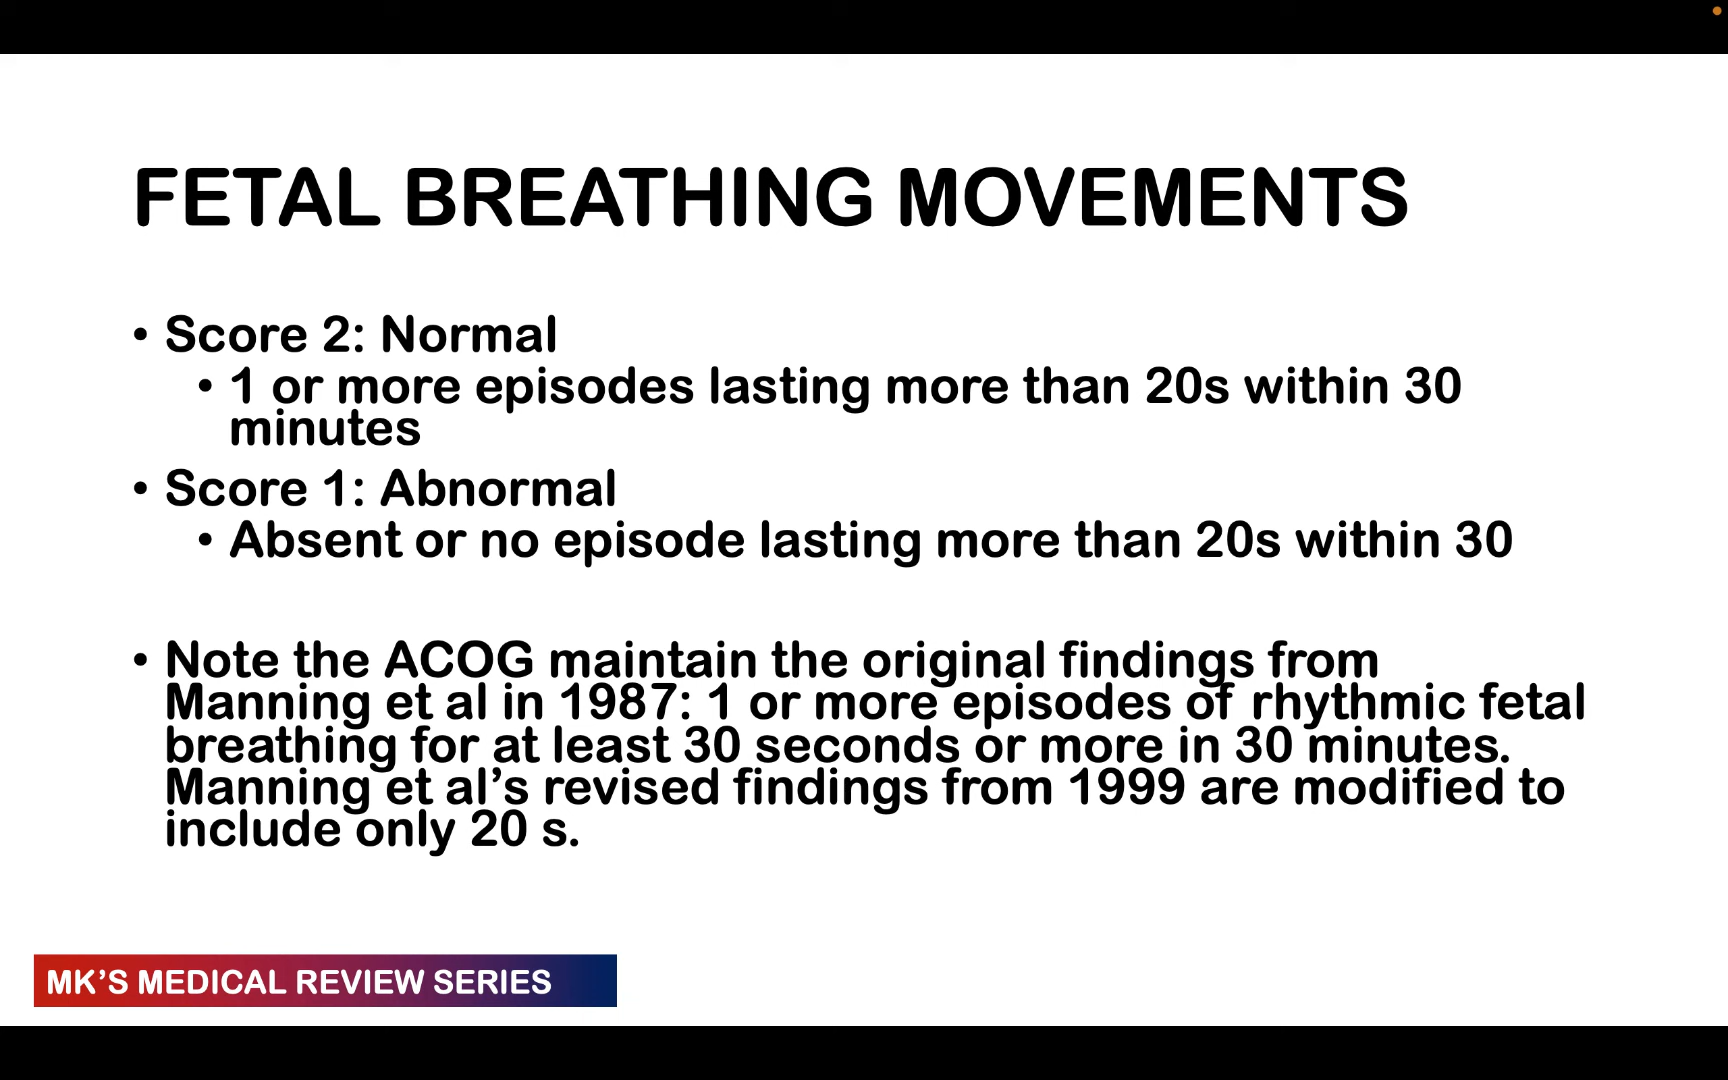 FETAL BREATHING MOVEMENTS
• Score 2: Normal
• 1 or more episodes lasting more than 20s within 30
minutes
• Score 1: Abnormal
• Absent or no episode lasting more than 20s within 30
• Note the ACOG maintain the original findings from
Manning et al in 1987: 1 or more episodes of rhythmic fetal
breathing for at least 30 seconds or more in 30 minutes.
Manning et al’s revised findings from 1999 are modified to
include only 20 s.
MK’S MEDICAL REVIEW SERIES